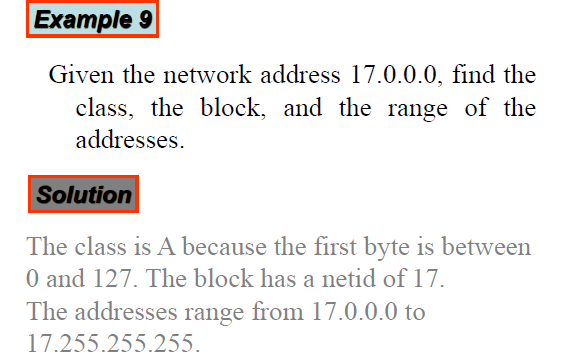 Example 9
Given the network address 17.0.0.0, find the
class, the block, and the range of the
addresses.
Solution
The class is A because the first byte is between
0 and 127. The block has a netid of 17.
The addresses range from 17.0.0.0 to
17.255.255.255.